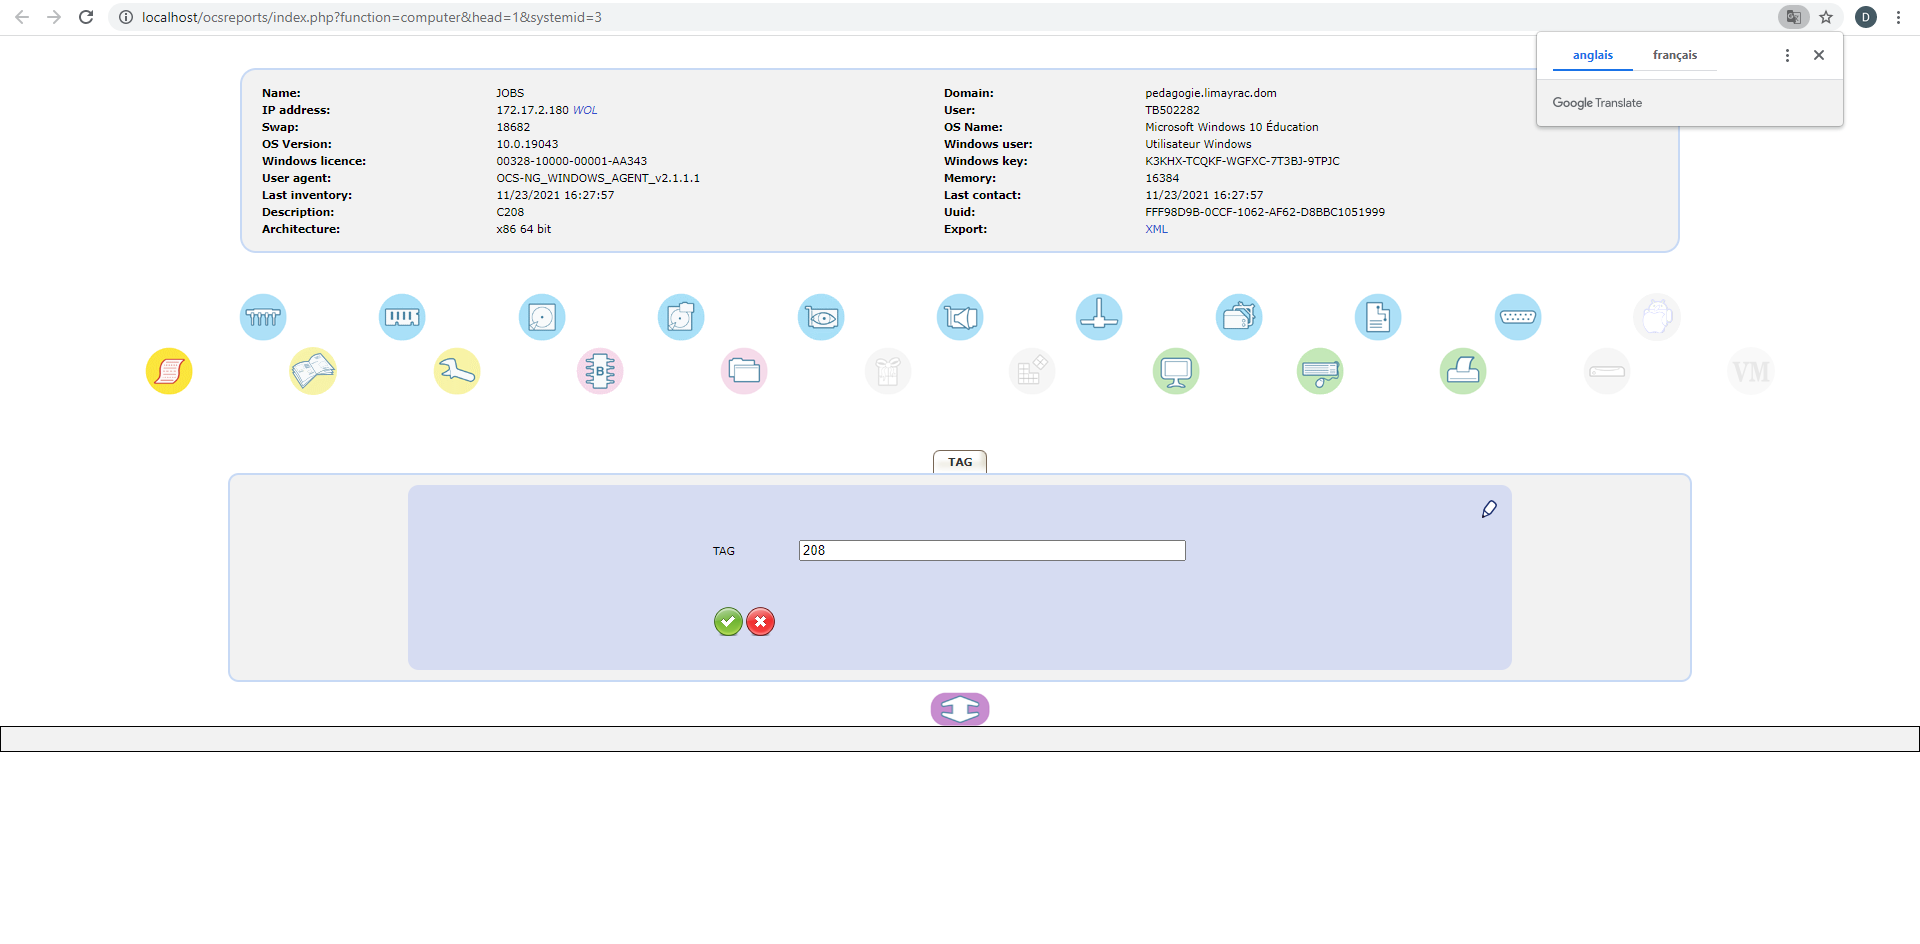 localhost/ocsreports/index.php?function=computer&head=1&systemid=3
D
anglais français
Google Translate
Name: JOBS Domain: pedagogie.limayrac.dom
IP address: 172.17.2.180 WOL User: TB502282
Swap: 18682 OS Name: Microsoft Windows 10 Éducation
OS Version: 10.0.19043 Windows user: Utilisateur Windows
Windows licence: 00328-10000-00001-AA343 Windows key: K3KHX-TCQKF-WGFXC-7T3BJ-9TPJC
User agent: OCS-NG_WINDOWS_AGENT_v2.1.1.1 Memory: 16384
Last inventory: 11/23/2021 16:27:57 Last contact: 11/23/2021 16:27:57
Description: C208 Uuid: FFF98D9B-0CCF-1062-AF62-D8BBC1051999
Architecture: x86 64 bit Export: XML
B VM
TAG
TAG 208